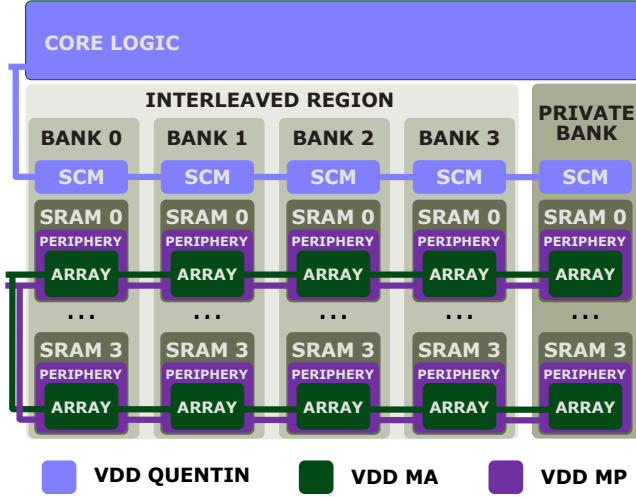 CORE LOGIC
INTERLEAVED REGION
PRIVATE
BANK
BANK 0 BANK 1 BANK 2 BANK 3
SCM SCM SCM SCM SCM
SRAM 0 SRAM 0 SRAM 0 SRAM 0 SRAM 0
PERIPHERY PERIPHERY PERIPHERY PERIPHERY PERIPHERY
ARRAY ARRAY ARRAY ARRAY ARRAY
... ... ... ... ...
SRAM 3 SRAM 3 SRAM 3 SRAM 3 SRAM 3
PERIPHERY PERIPHERY PERIPHERY PERIPHERY PERIPHERY
ARRAY ARRAY ARRAY ARRAY ARRAY
VDD QUENTIN VDD MA VDD MP